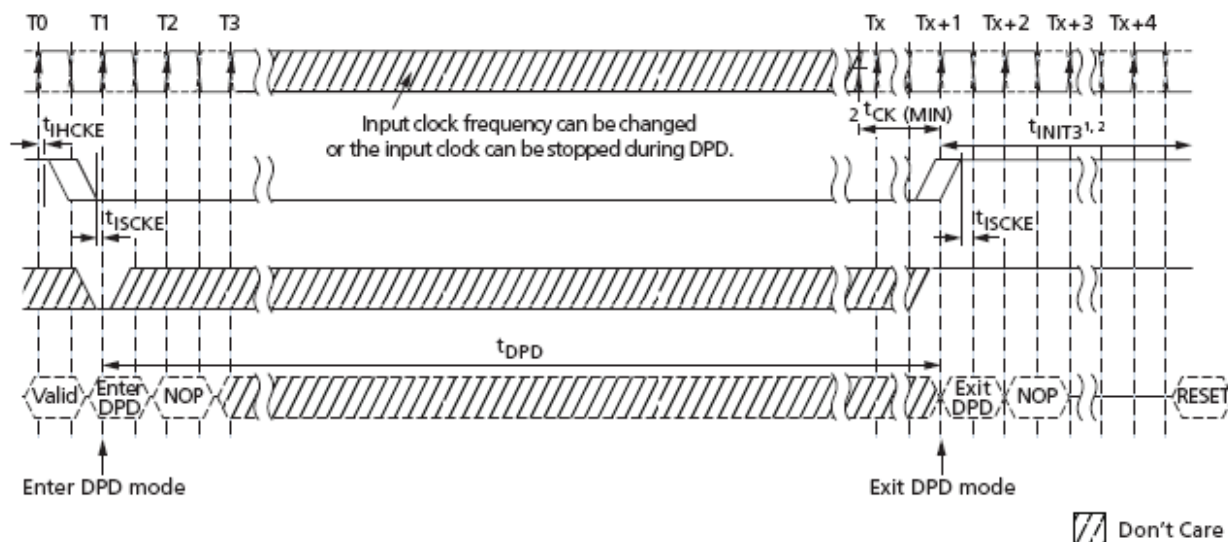 T0 T1 T2 T3 Tx Tx+1 Tx+2 Tx+3 Tx+4
tIHCKE
Input clock frequency can be changed
or the input clock can be stopped during DPD.
2 tCK (MIN)
tINIT3 1, 2
tISCKE
tISCKE
tDPD
Valid Enter DPD NOP Exit DPD NOP RESET
Enter DPD mode
Exit DPD mode
Don't Care